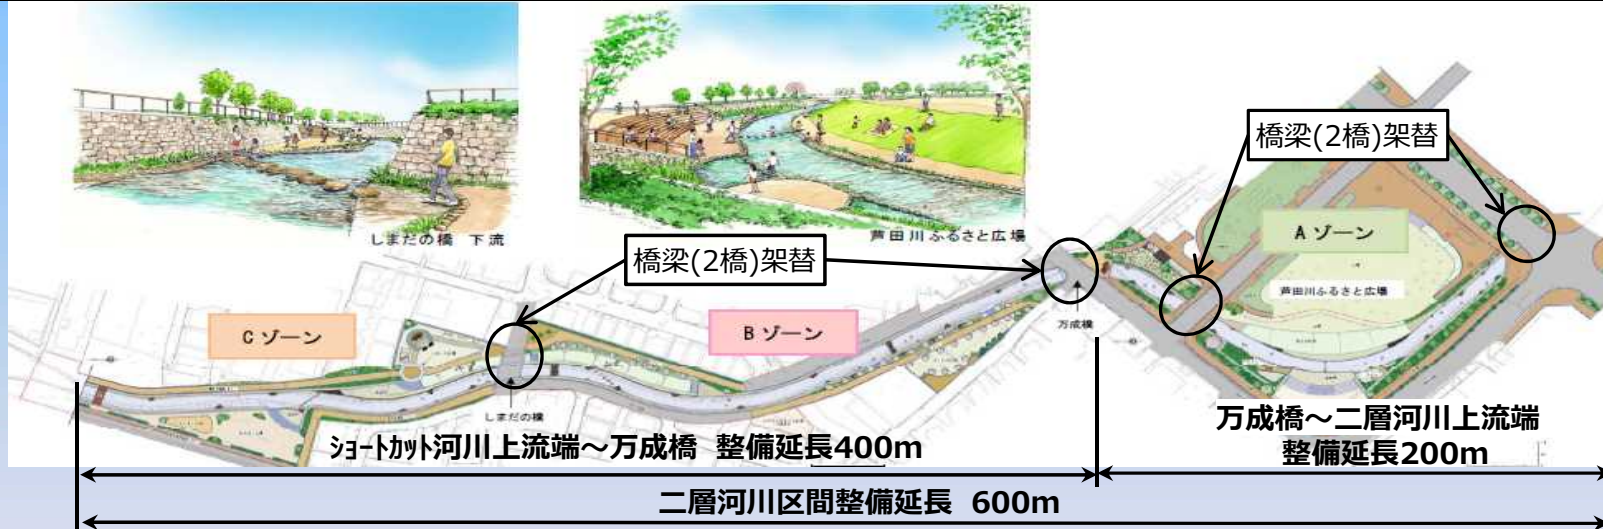 しまだの橋 下流
芦田川ふるさと広場
橋梁(2橋)架替
橋梁(2橋)架替
Aゾーン
芦田川ふるさと広場
Bゾーン
Cゾーン
万成橋
しまだの橋
ｼｮｰﾄｶｯﾄ河川上流端～万成橋 整備延長400m
万成橋～二層河川上流端
整備延長200m
二層河川区間整備延長 600m